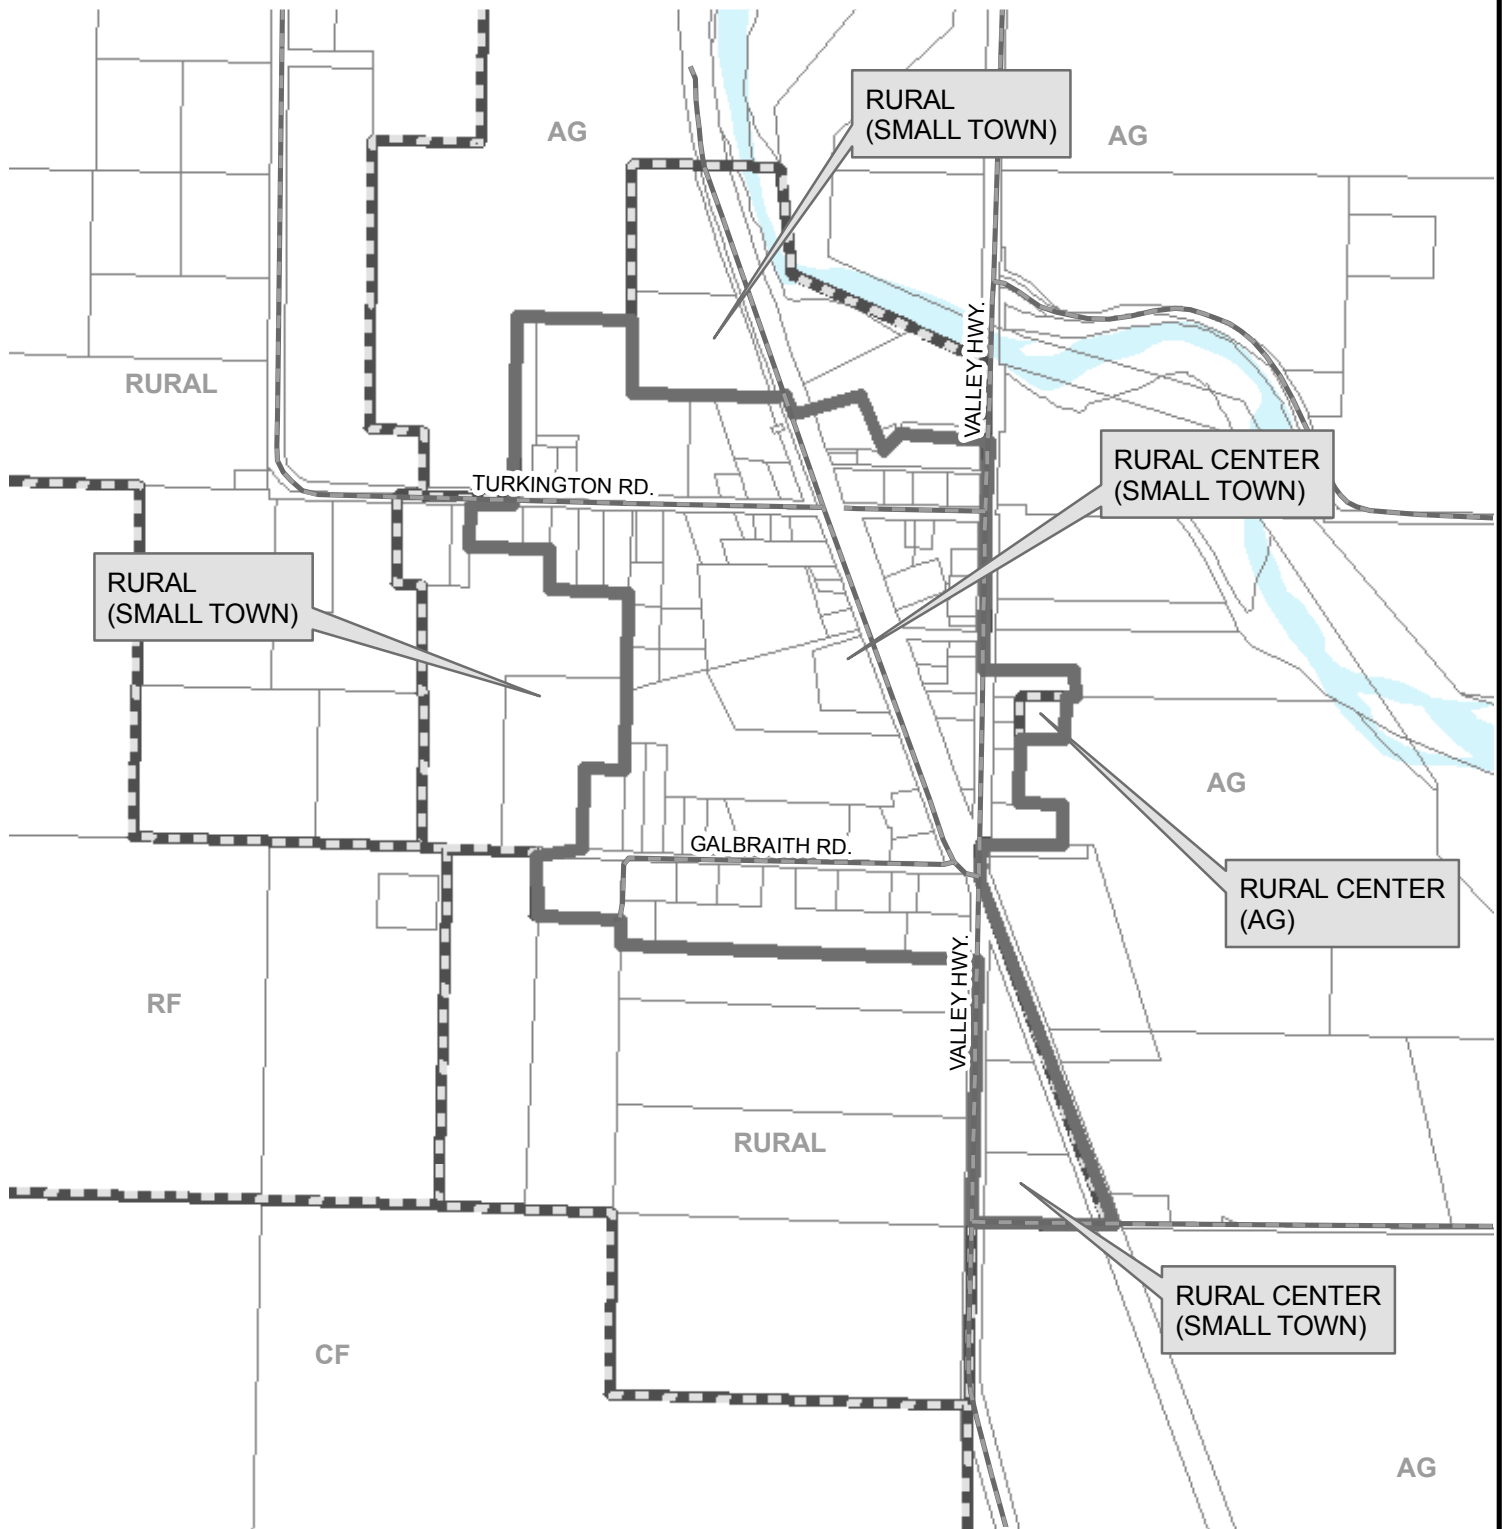 RURAL
(SMALL TOWN)
AG
AG
VALLEY HWY.
RURAL
RURAL CENTER
(SMALL TOWN)
TURKINGTON RD.
RURAL
(SMALL TOWN)
AG
GALBRAITH RD.
RURAL CENTER
(AG)
VALLEY HWY.
RF
RURAL
RURAL CENTER
(SMALL TOWN)
CF
AG